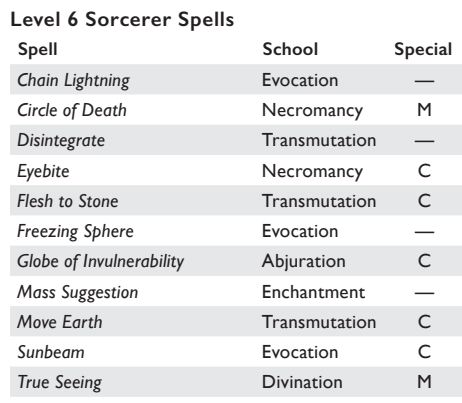 Level 6 Sorcerer Spells
Spell School Special
Chain Lightning Evocation —
Circle of Death Necromancy M
Disintegrate Transmutation —
Eyebite Necromancy C
Flesh to Stone Transmutation C
Freezing Sphere Evocation —
Globe of Invulnerability Abjuration C
Mass Suggestion Enchantment —
Move Earth Transmutation C
Sunbeam Evocation C
True Seeing Divination M